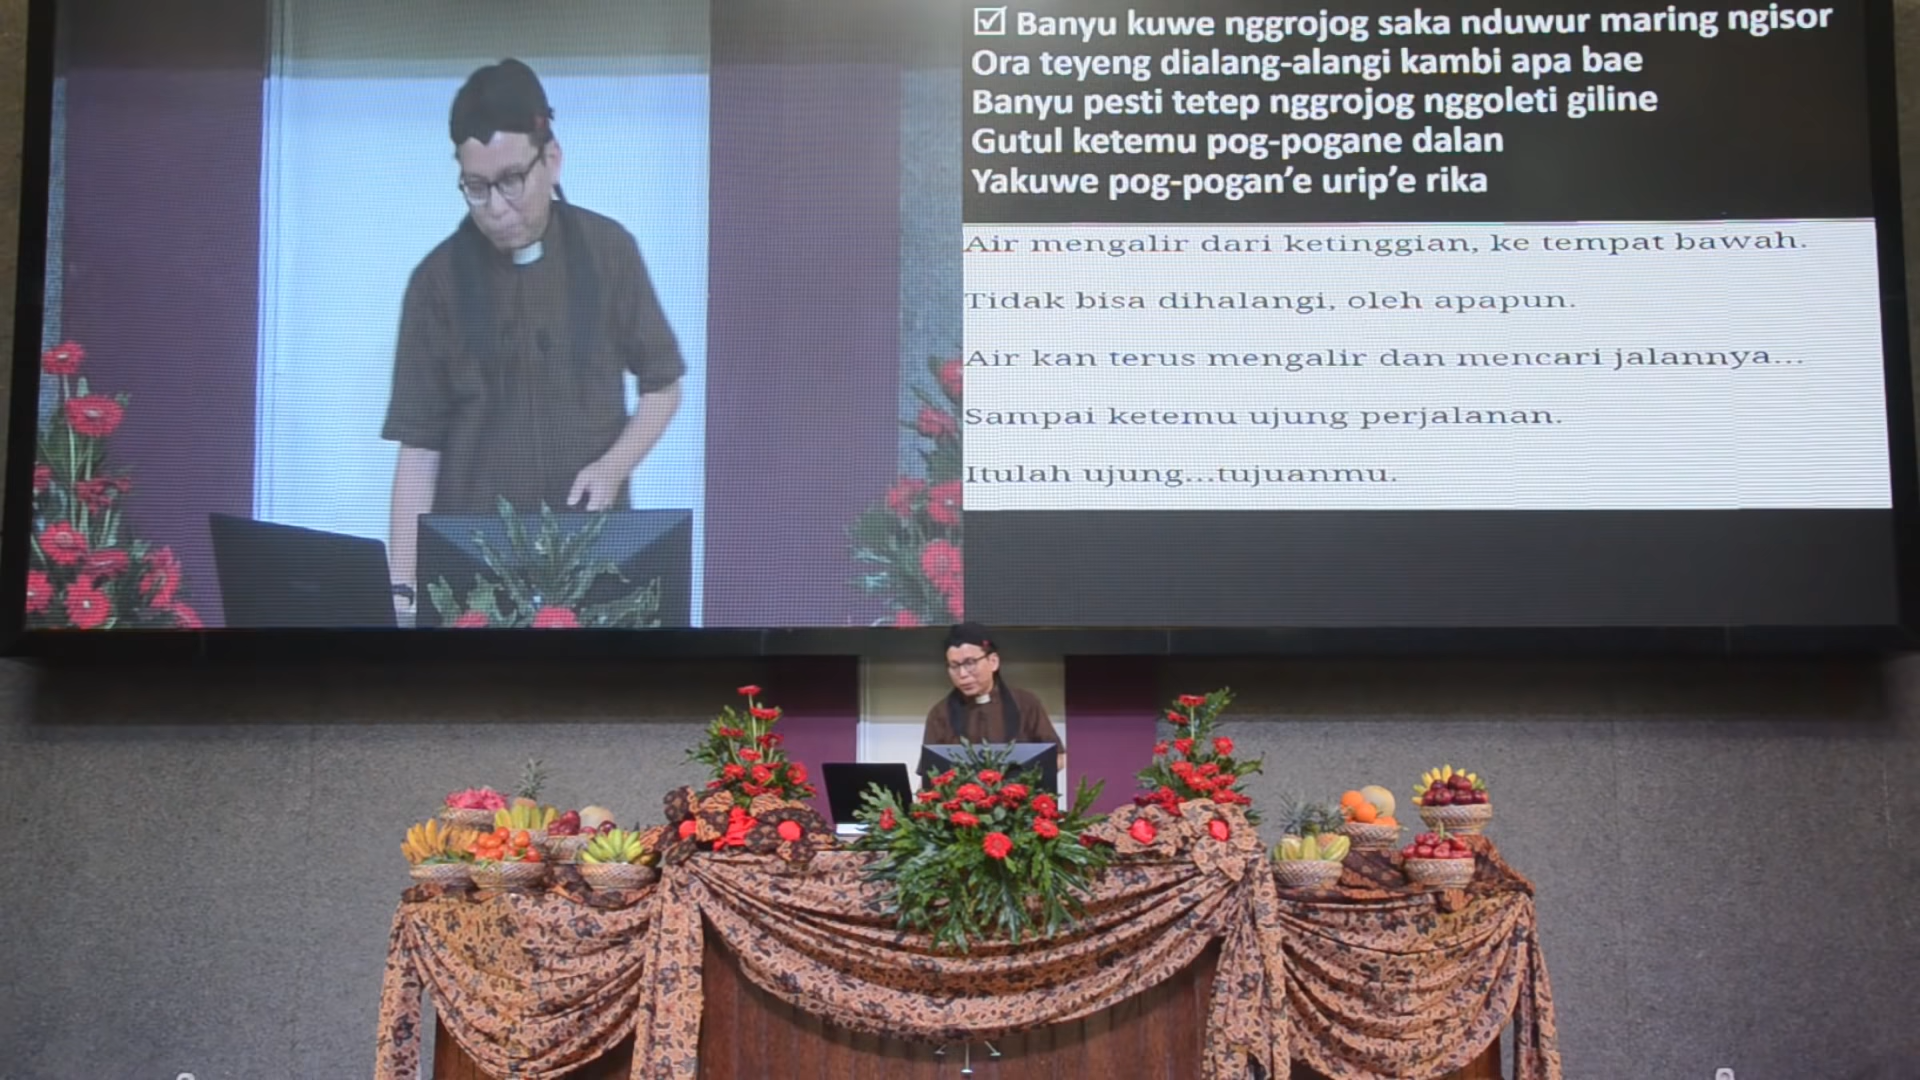 ☑ Banyu kuwe nggrojog saka nduwur maring ngisor
Ora teyeng dialang-alangi kambi apa bae
Banyu pesti tetep nggrojog nggoleti giline
Gutul ketemu pog-pogane dalan
Yakuwe pog-pogan’e urip’e rika
Air mengalir dari ketinggian, ke tempat bawah.
Tidak bisa dihalangi, oleh apapun.
Air kan terus mengalir dan mencari jalannya...
Sampai ketemu ujung perjalanan.
Itulah ujung...tujuanmu.